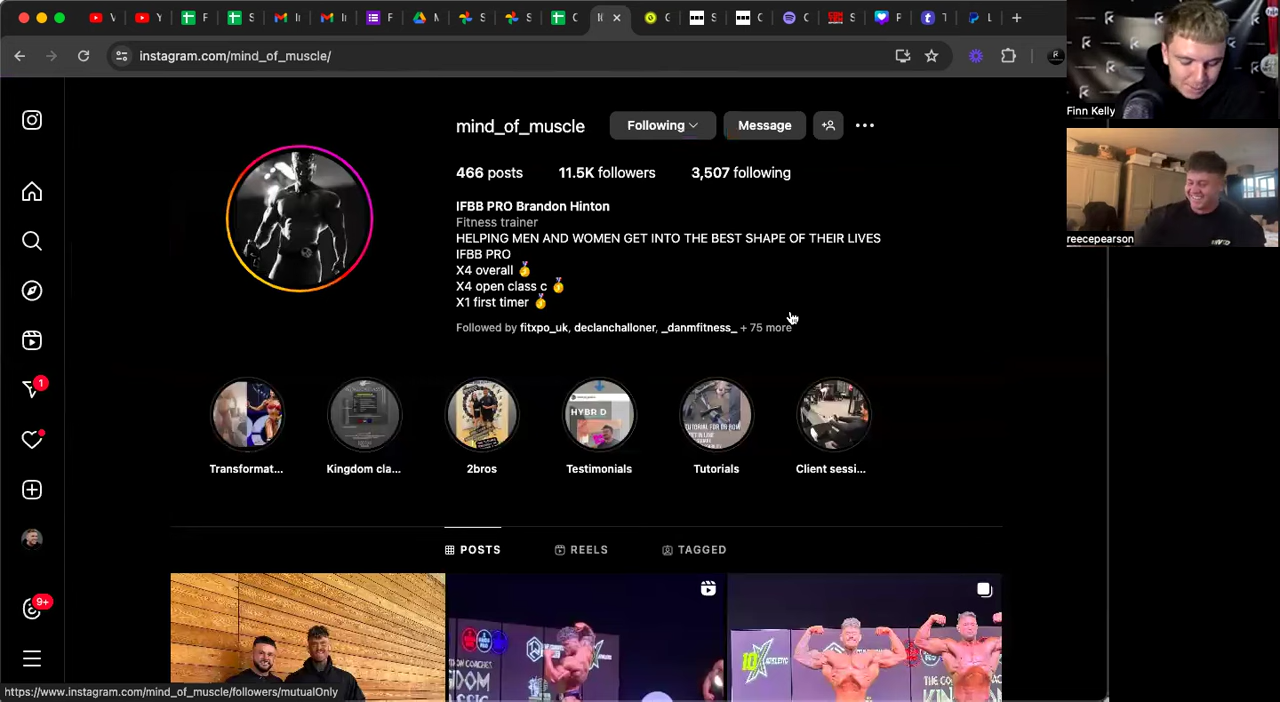 instagram.com/mind_of_muscle/
Finn Kelly
reecepearson
mind_of_muscle
Following
Message
466 posts
11.5K followers
3,507 following
IFBB PRO Brandon Hinton
Fitness trainer
HELPING MEN AND WOMEN GET INTO THE BEST SHAPE OF THEIR LIVES
IFBB PRO
X4 overall 🥇
X4 open class c 🥇
X1 first timer 🥇
Followed by fitxpo_uk, declanchalloner, _danmfitness_ + 75 more
1
HYBRID
Transformat...
Kingdom cla...
2bros
Testimonials
Tutorials
Client sessi...
POSTS
REELS
TAGGED
9+
https://www.instagram.com/mind_of_muscle/followers/mutualOnly